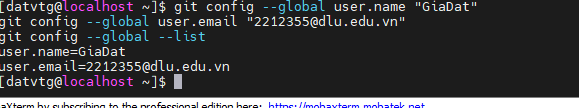 [datvtg@localhost ~]$ git config --global user.name "GiaDat"
git config --global user.email "2212355@dlu.edu.vn"
git config --global --list
user.name=GiaDat
user.email=2212355@dlu.edu.vn
[datvtg@localhost ~]$
aXterm by subscribing to the professional edition here: https://mobaxterm.mobatek.net